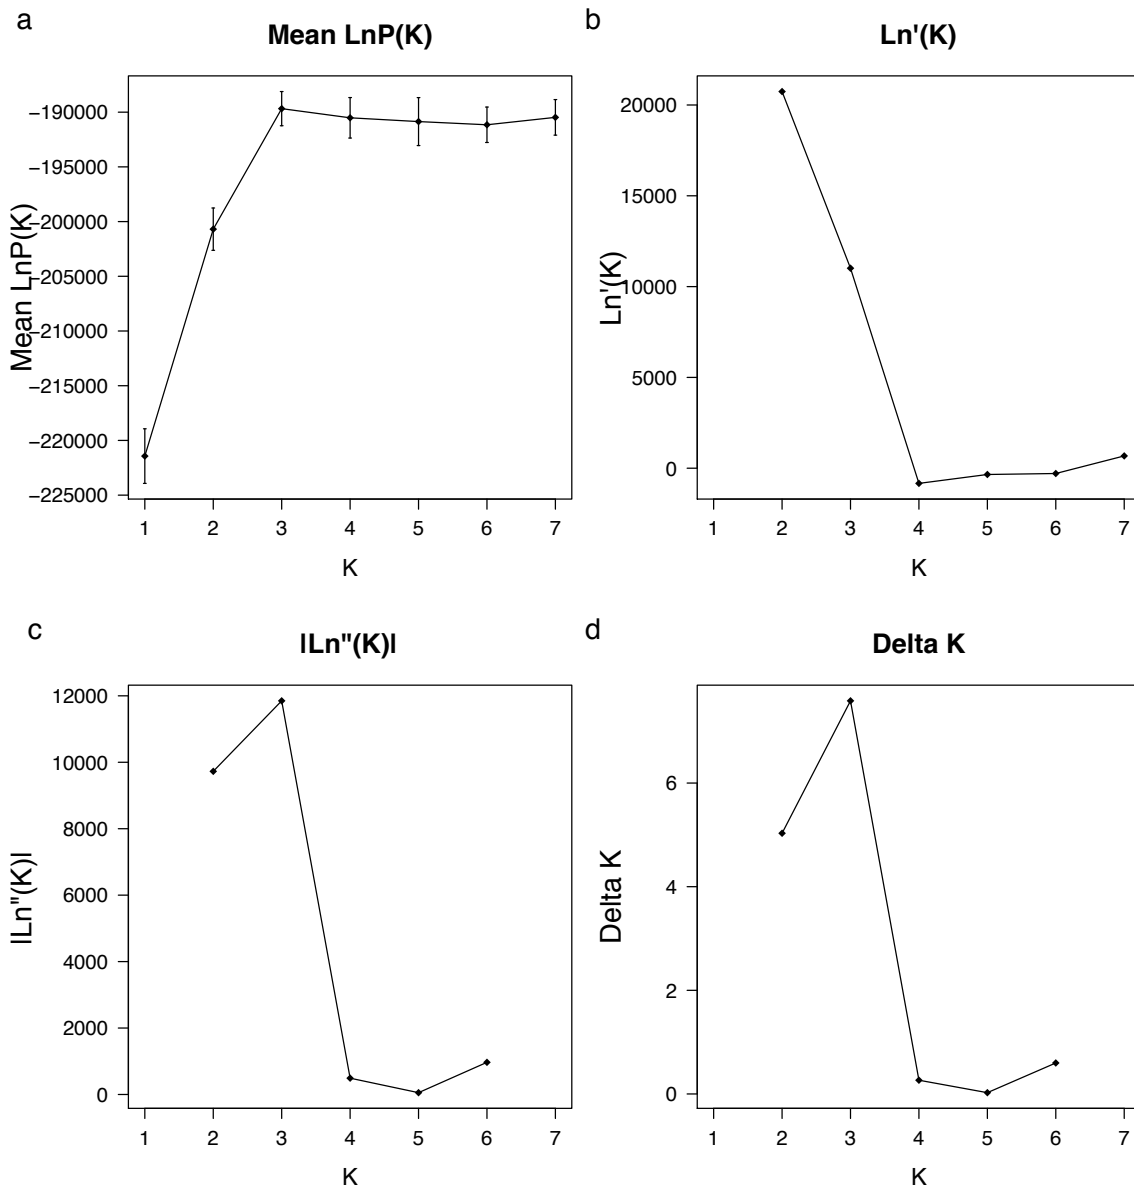 a
Mean LnP(K)
Mean LnP(K)
−190000
−195000
−200000
−205000
−210000
−215000
−220000
−225000
1 2 3 4 5 6 7
K
b
Ln'(K)
Ln'(K)
20000
15000
10000
5000
0
1 2 3 4 5 6 7
K
c
|Ln"(K)|
|Ln"(K)|
12000
10000
8000
6000
4000
2000
0
1 2 3 4 5 6 7
K
d
Delta K
Delta K
6
4
2
0
1 2 3 4 5 6 7
K